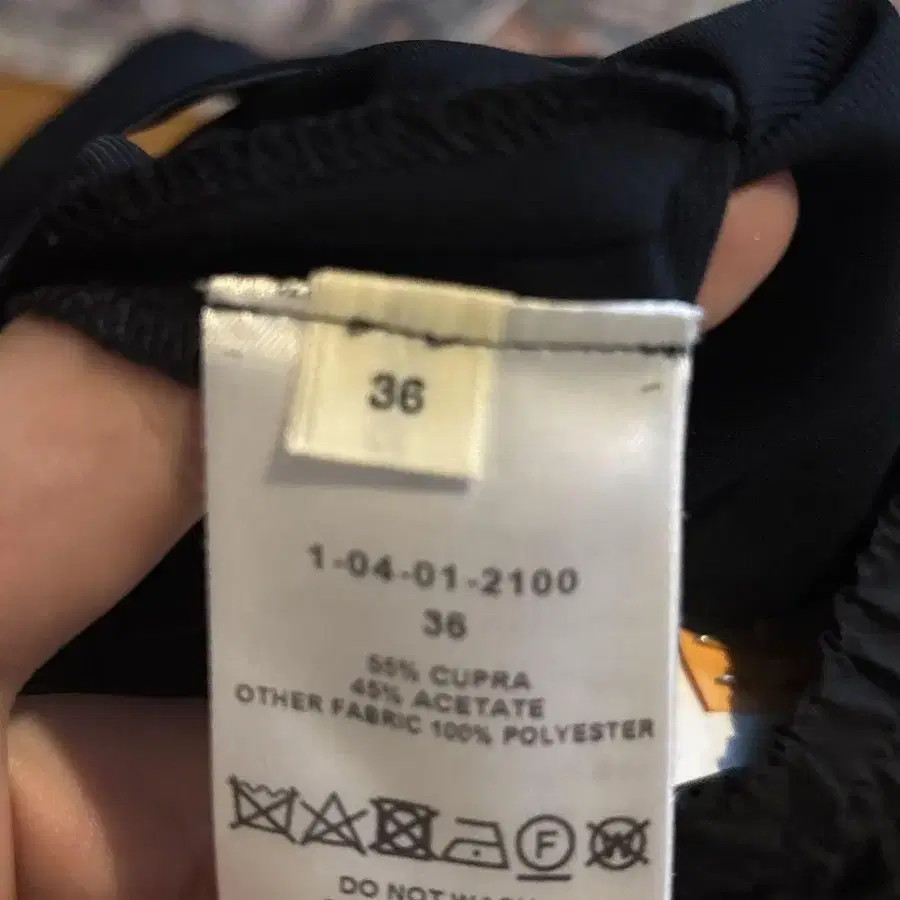 36
1-04-01-2100
36
55% CUPRA
45% ACETATE
OTHER FABRIC 100% POLYESTER
F
W
DO NOT WASH